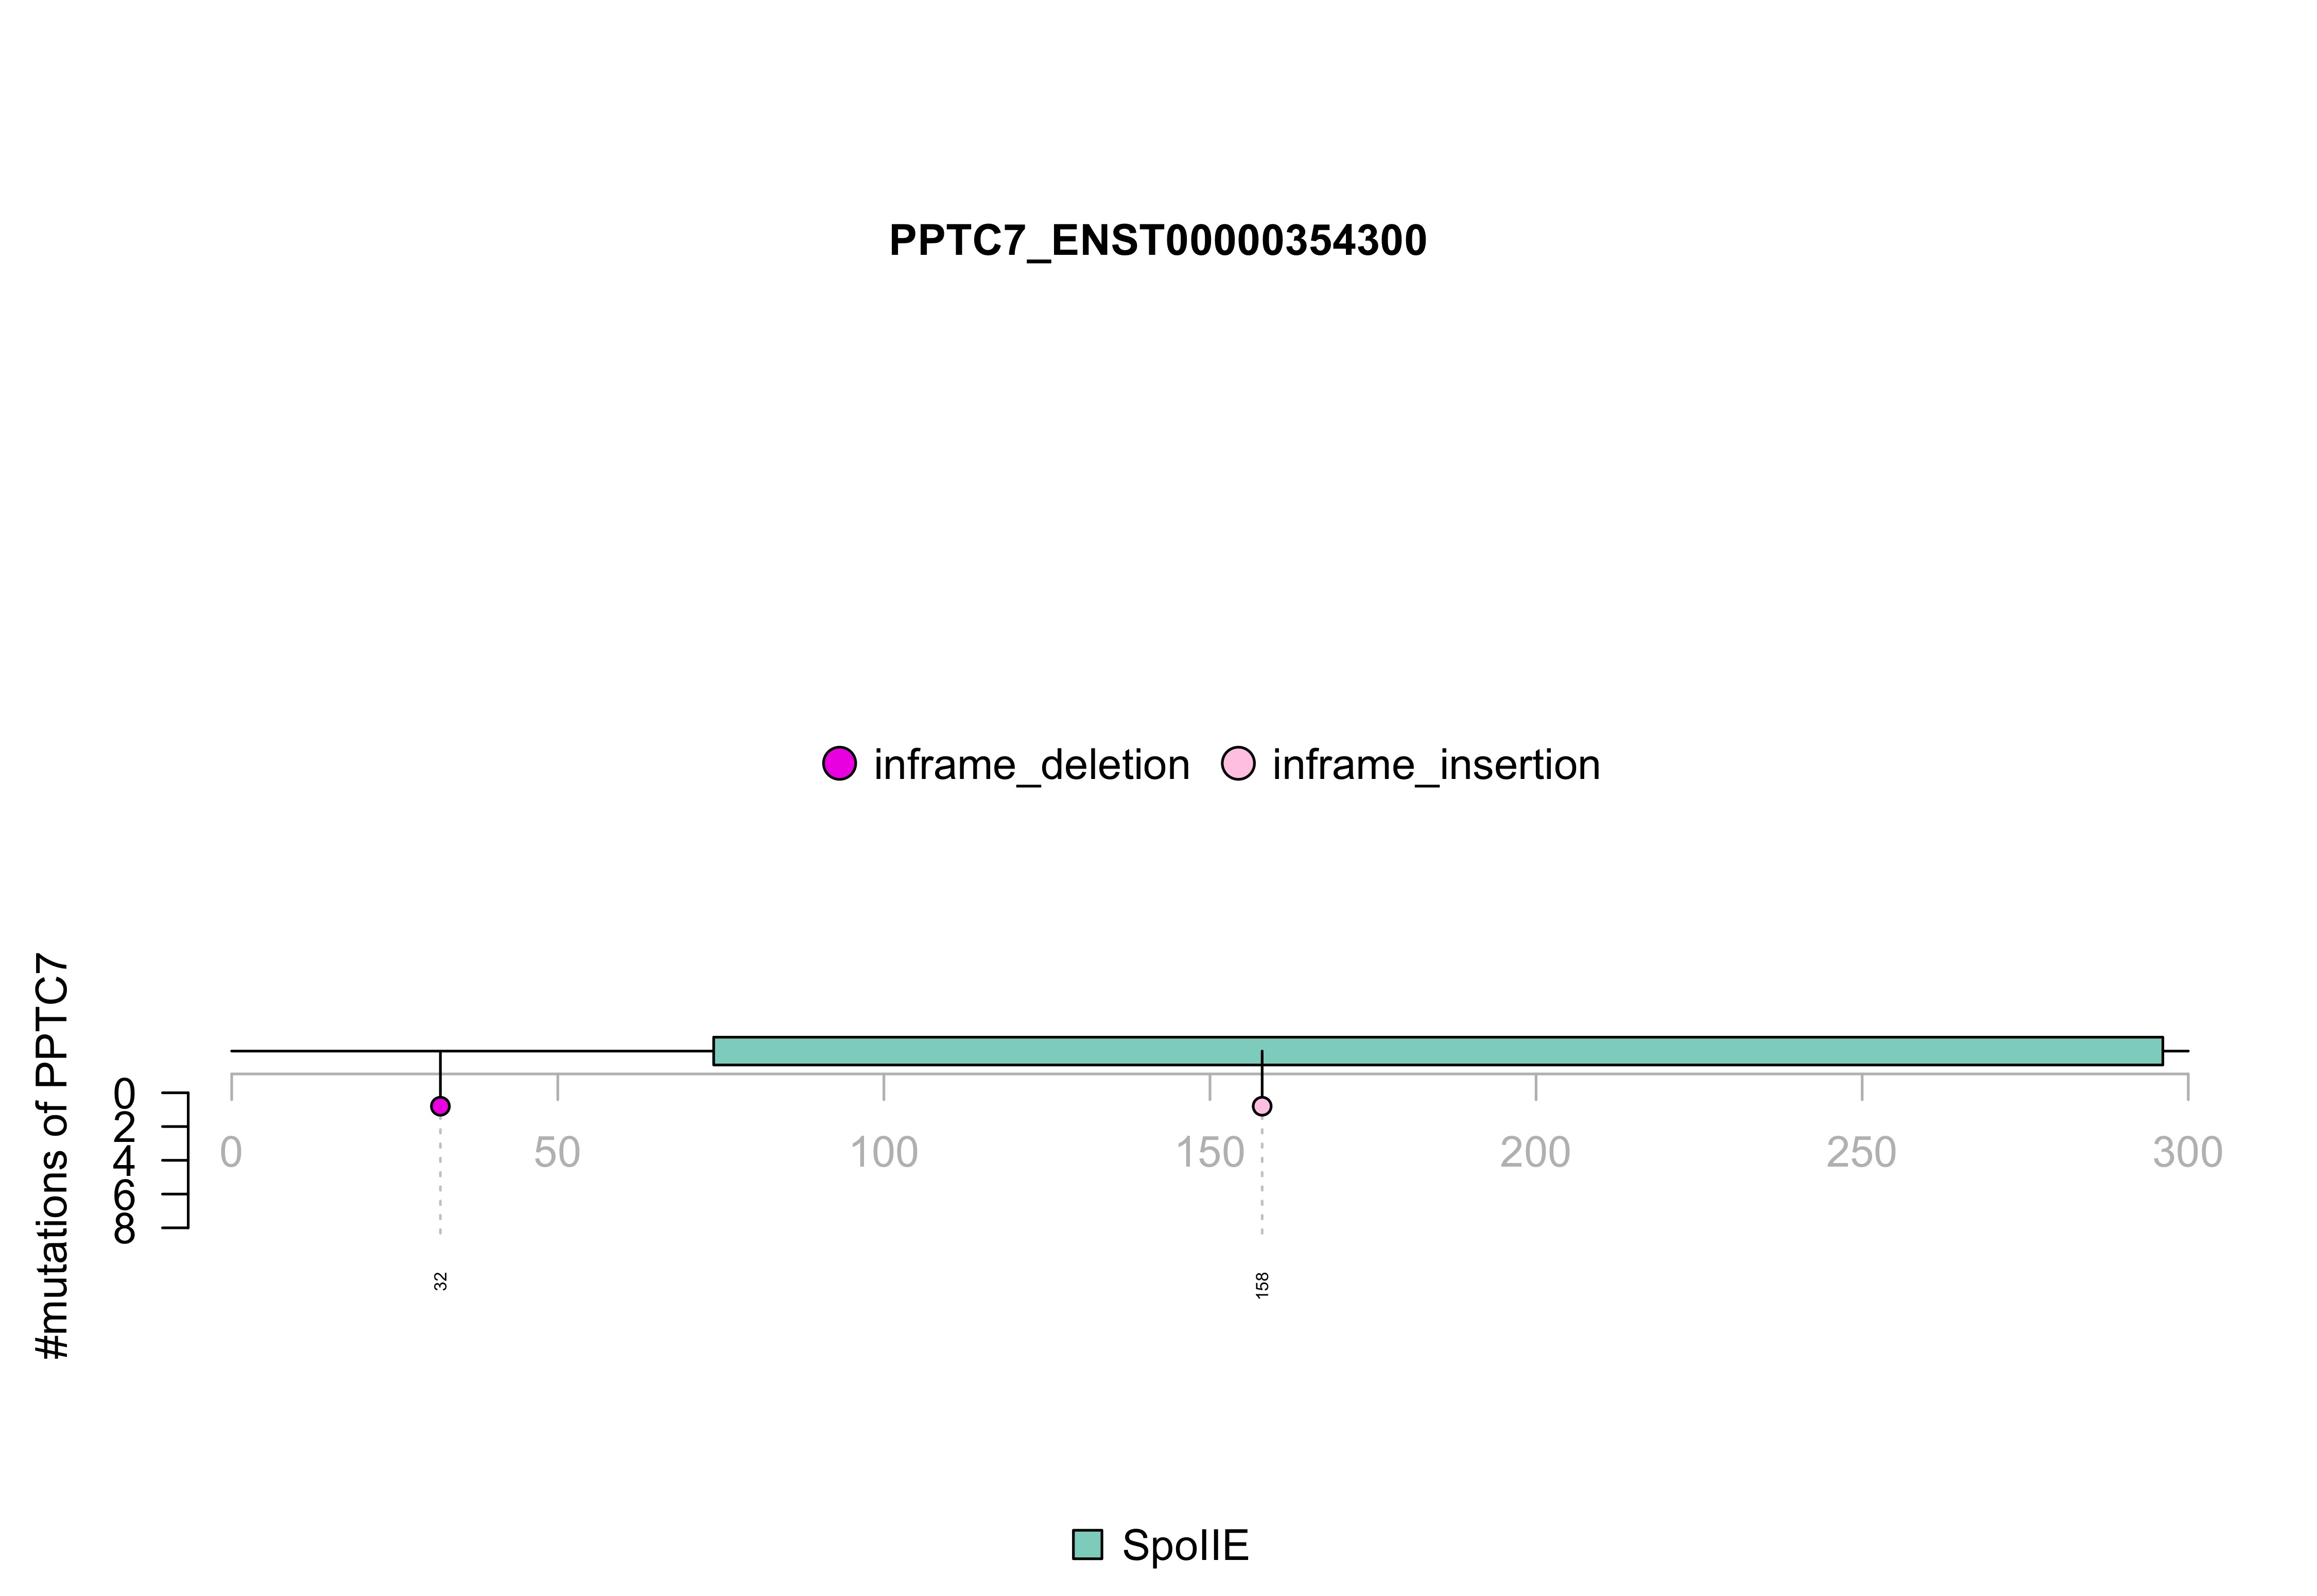 PPTC7_ENST00000354300
inframe_deletion inframe_insertion
#mutations of PPTC7
0
2
4
6
8
0 50 100 150 200 250 300
32 158
SpoIIE